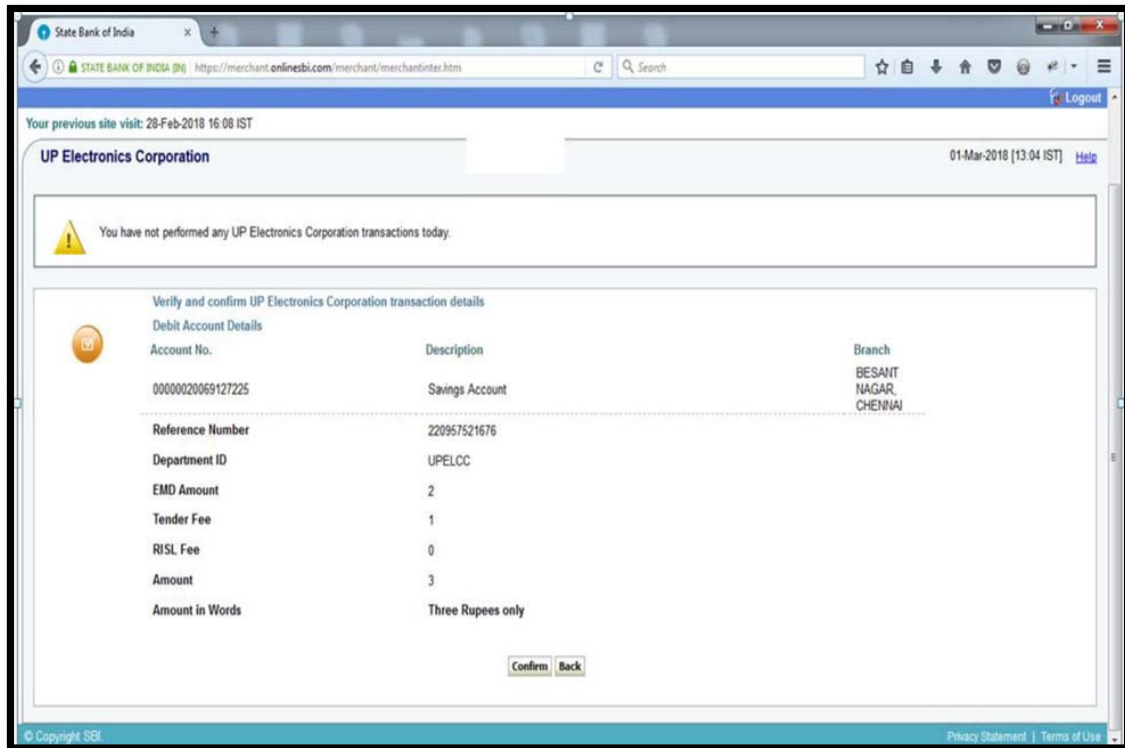 State Bank of India
STATE BANK OF INDIA (IN) https://merchant.onlinesbi.com/merchant/merchantinter.htm Search
Logout
Your previous site visit: 28-Feb-2018 16:08 IST
UP Electronics Corporation 01-Mar-2018 [13:04 IST] Help
You have not performed any UP Electronics Corporation transactions today.
Verify and confirm UP Electronics Corporation transaction details
Debit Account Details
Account No. Description Branch
00000020069127225 Savings Account BESANT
NAGAR,
CHENNAI
Reference Number 220957521676
Department ID UPELCC
EMD Amount 2
Tender Fee 1
RISL Fee 0
Amount 3
Amount in Words Three Rupees only
Confirm Back
© Copyright SBI. Privacy Statement | Terms of Use